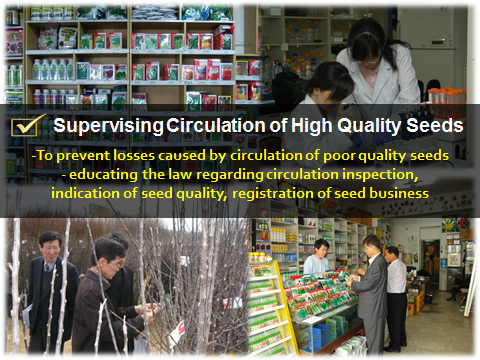 Supervising Circulation of High Quality Seeds
-To prevent losses caused by circulation of poor quality seeds
- educating the law regarding circulation inspection,
indication of seed quality, registration of seed business